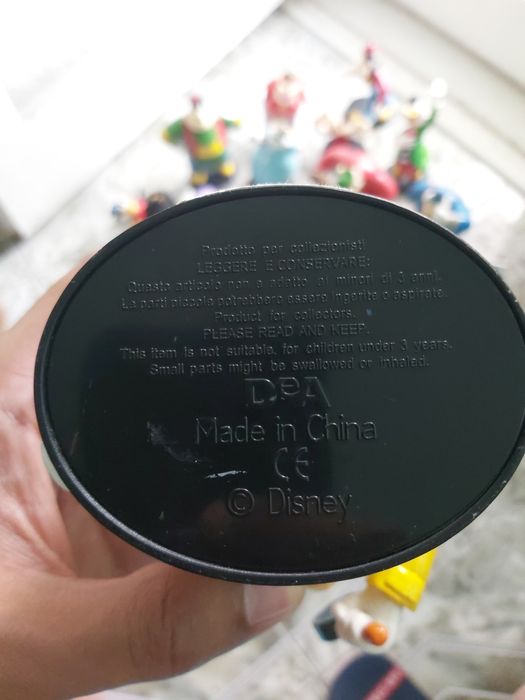 Prodotto per collezionisti
LEGGERE E CONSERVARE:
Questo articolo non e adatto ai minori di 3 anni.
Le parti piccole potrebbero essere ingerite o aspirate.
Product for collectors.
PLEASE READ AND KEEP.
This item is not suitable, for children under 3 years.
Small parts might be swallowed or inhaled.
DeA
Made in China
CE
© Disney